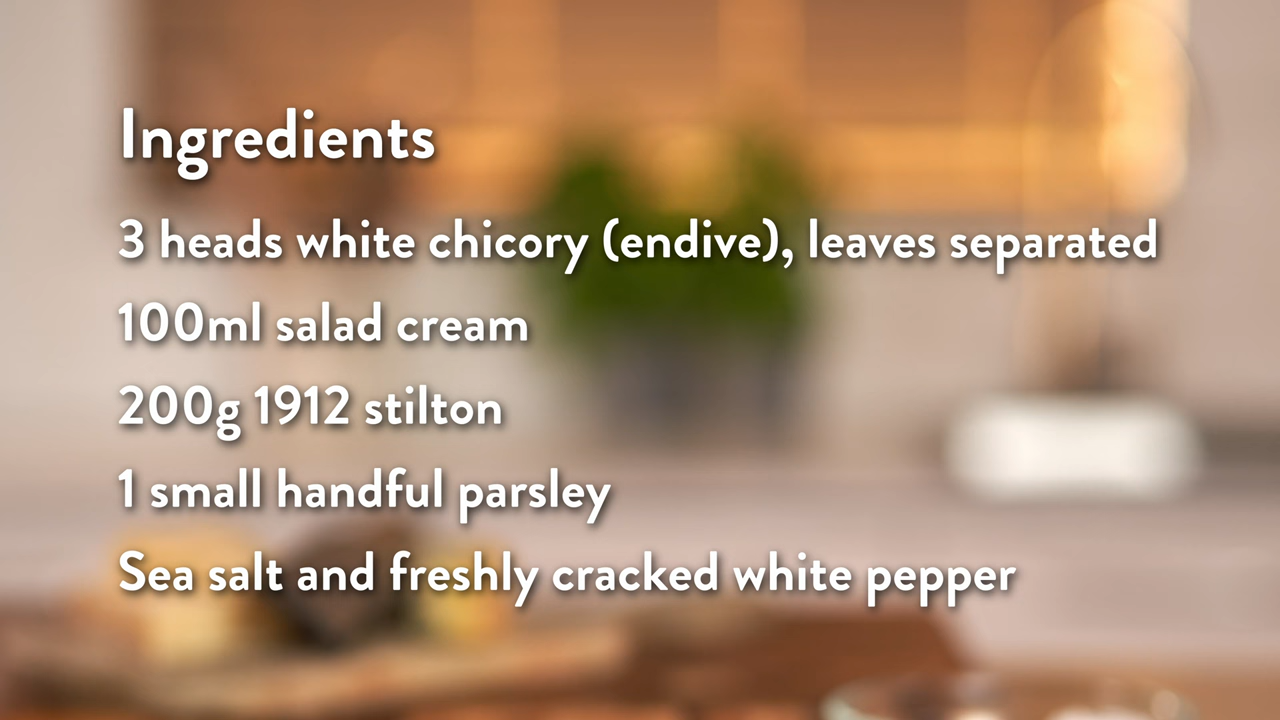 Ingredients
3 heads white chicory (endive), leaves separated
100ml salad cream
200g 1912 stilton
1 small handful parsley
Sea salt and freshly cracked white pepper